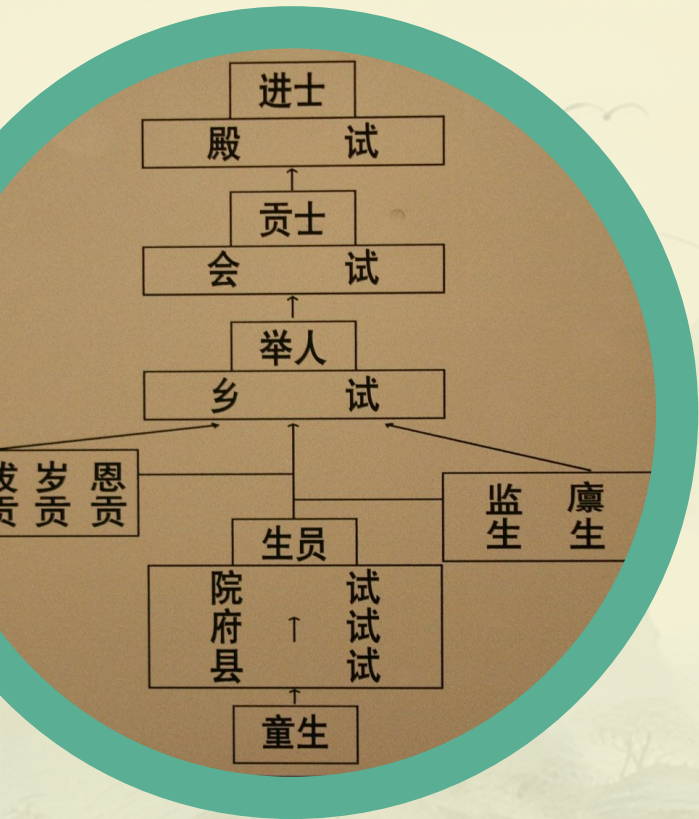 进士
殿 试
贡士
会 试
举人
乡 试
岁 恩
贡 贡 贡
监 廪
生 生
生员
院 试
府 ↑ 试
县 试
童生